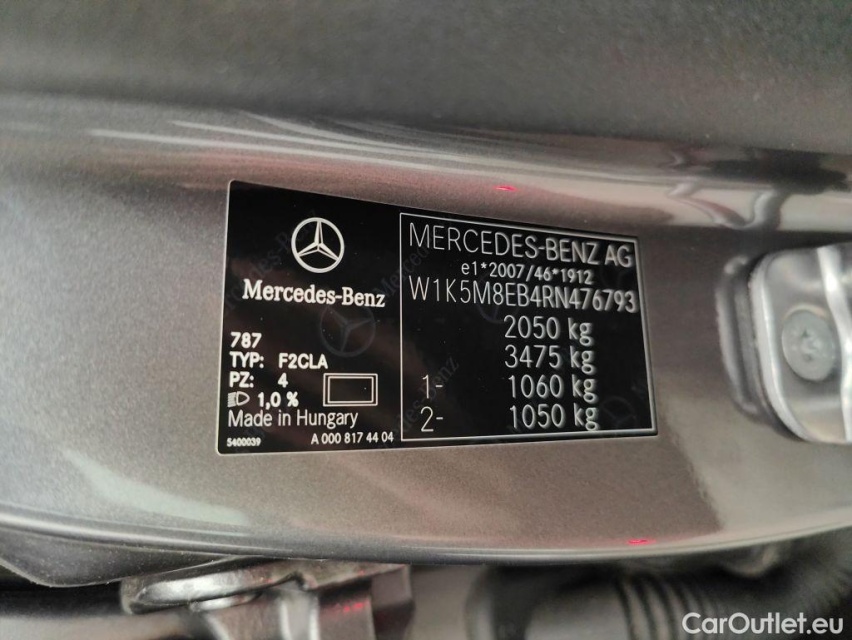 Mercedes-Benz
787
TYP: F2CLA
PZ: 4
1,0 %
Made in Hungary
5400039 A 000 817 44 04
MERCEDES-BENZ AG
e1*2007/46*1912
W1K5M8EB4RN476793
2050 kg
3475 kg
1- 1060 kg
2- 1050 kg
CarOutlet.eu